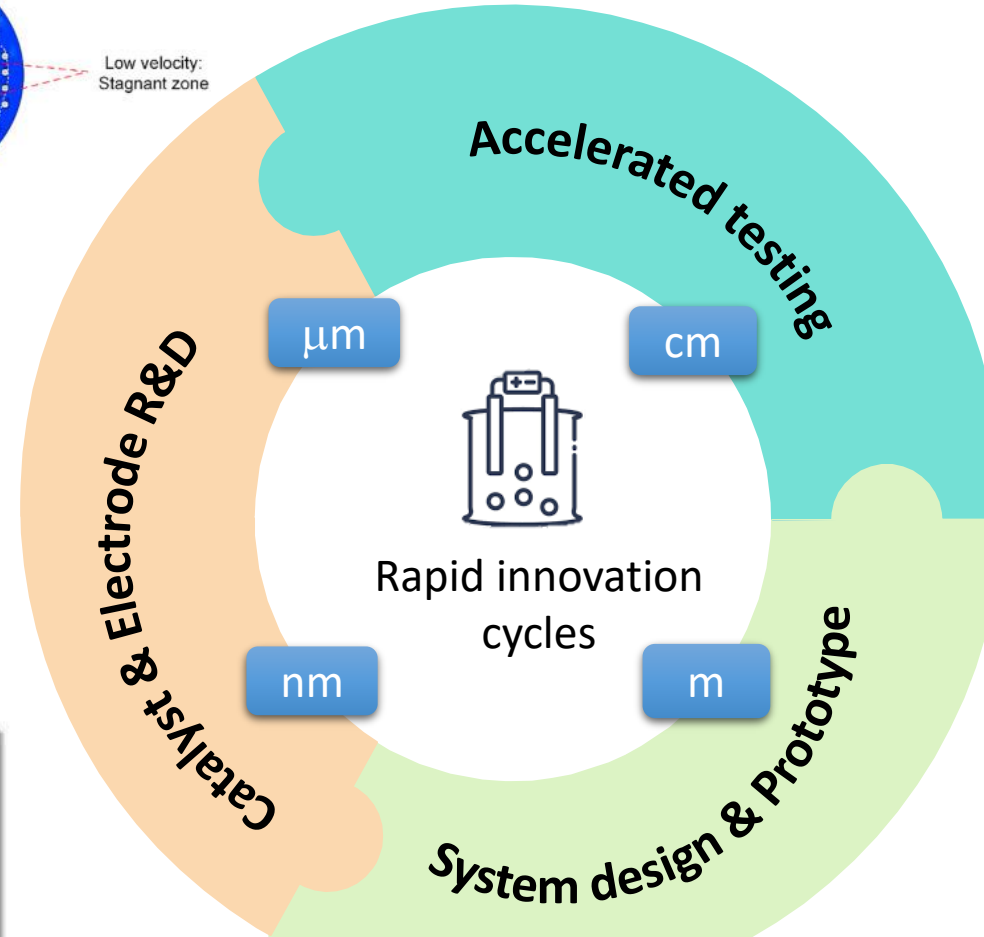 Low velocity:
Stagnant zone
Accelerated testing
μm
cm
Catalyst & Electrode R&D
+ -
Rapid innovation
cycles
nm
m
System design & Prototype